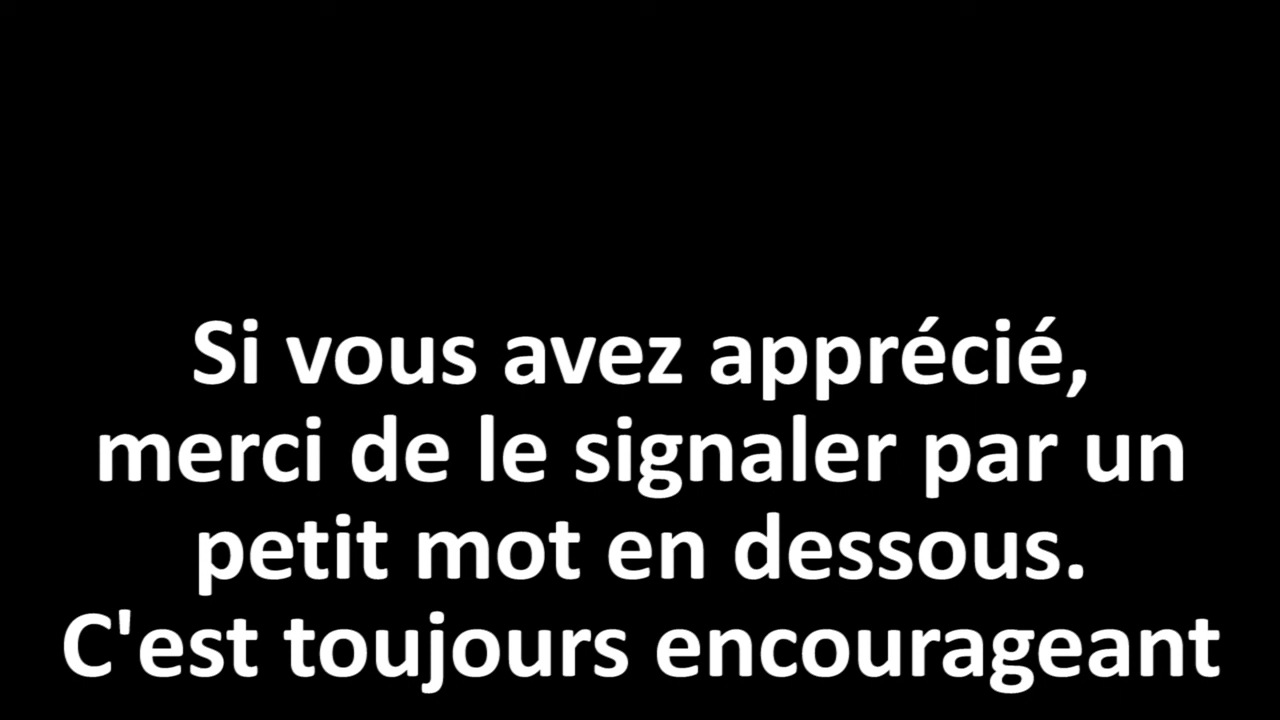 Si vous avez apprécié,
merci de le signaler par un
petit mot en dessous.
C'est toujours encourageant